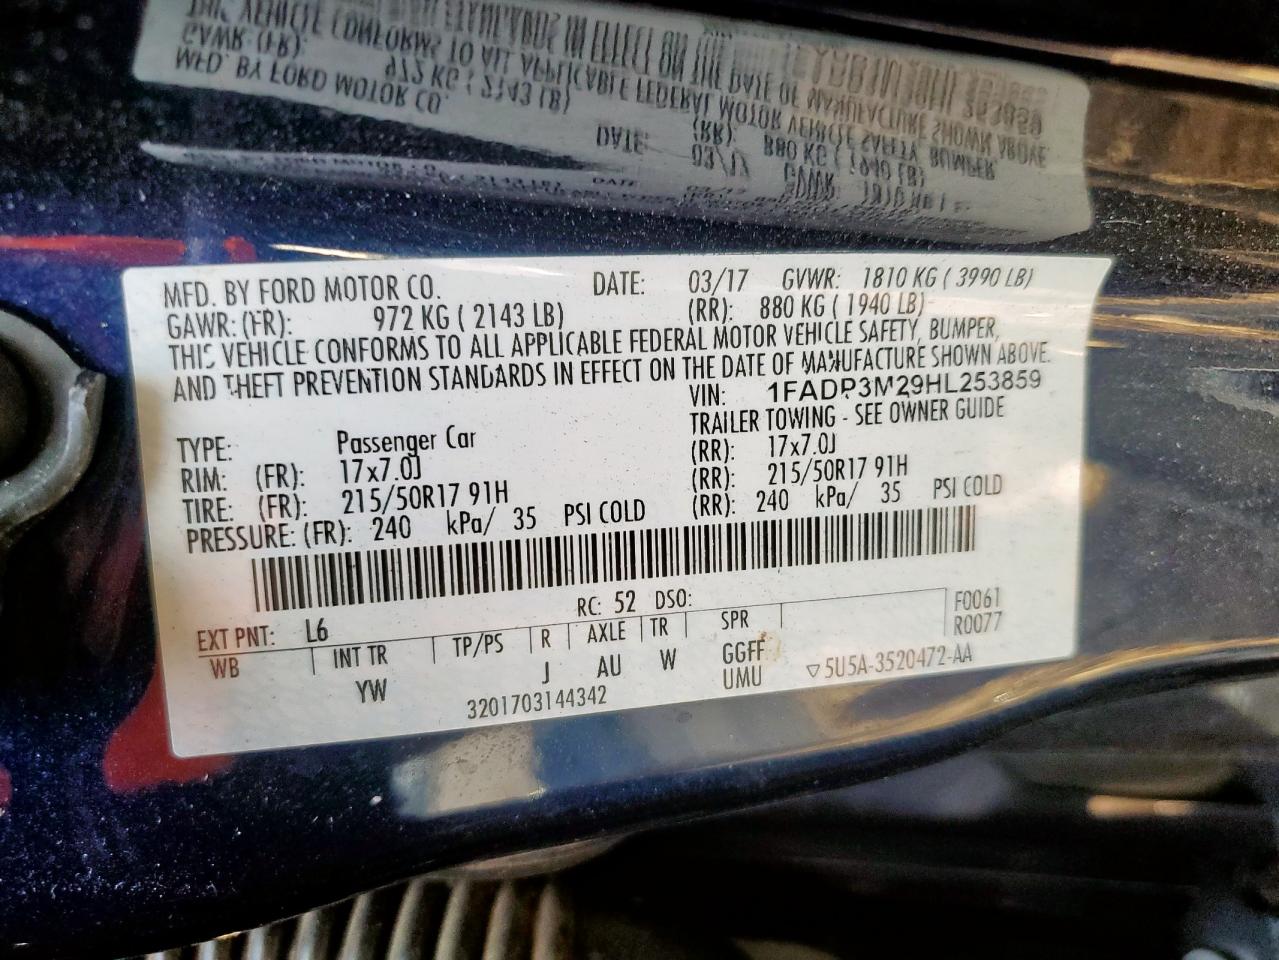 MFD. BY FORD MOTOR CO. DATE: 03/17 GVWR: 1810 KG ( 3990 LB)
GAWR: (FR): 972 KG ( 2143 LB) (RR): 880 KG ( 1940 LB)
THIS VEHICLE CONFORMS TO ALL APPLICABLE FEDERAL MOTOR VEHICLE SAFETY, BUMPER,
AND THEFT PREVENTION STANDARDS IN EFFECT ON THE DATE OF MANUFACTURE SHOWN ABOVE.
VIN: 1FADP3M29HL253859
TRAILER TOWING - SEE OWNER GUIDE
TYPE: Passenger Car
RIM: (FR): 17x7.0J (RR): 17x7.0J
TIRE: (FR): 215/50R17 91H (RR): 215/50R17 91H
PRESSURE: (FR): 240 kPa/ 35 PSI COLD (RR): 240 kPa/ 35 PSI COLD
RC: 52 DSO: F0061
EXT PNT: L6 R0077
WB INT TR TP/PS R AXLE TR SPR
YW J AU W GGFF
UMU ▽5U5A-3520472-AA
3201703144342